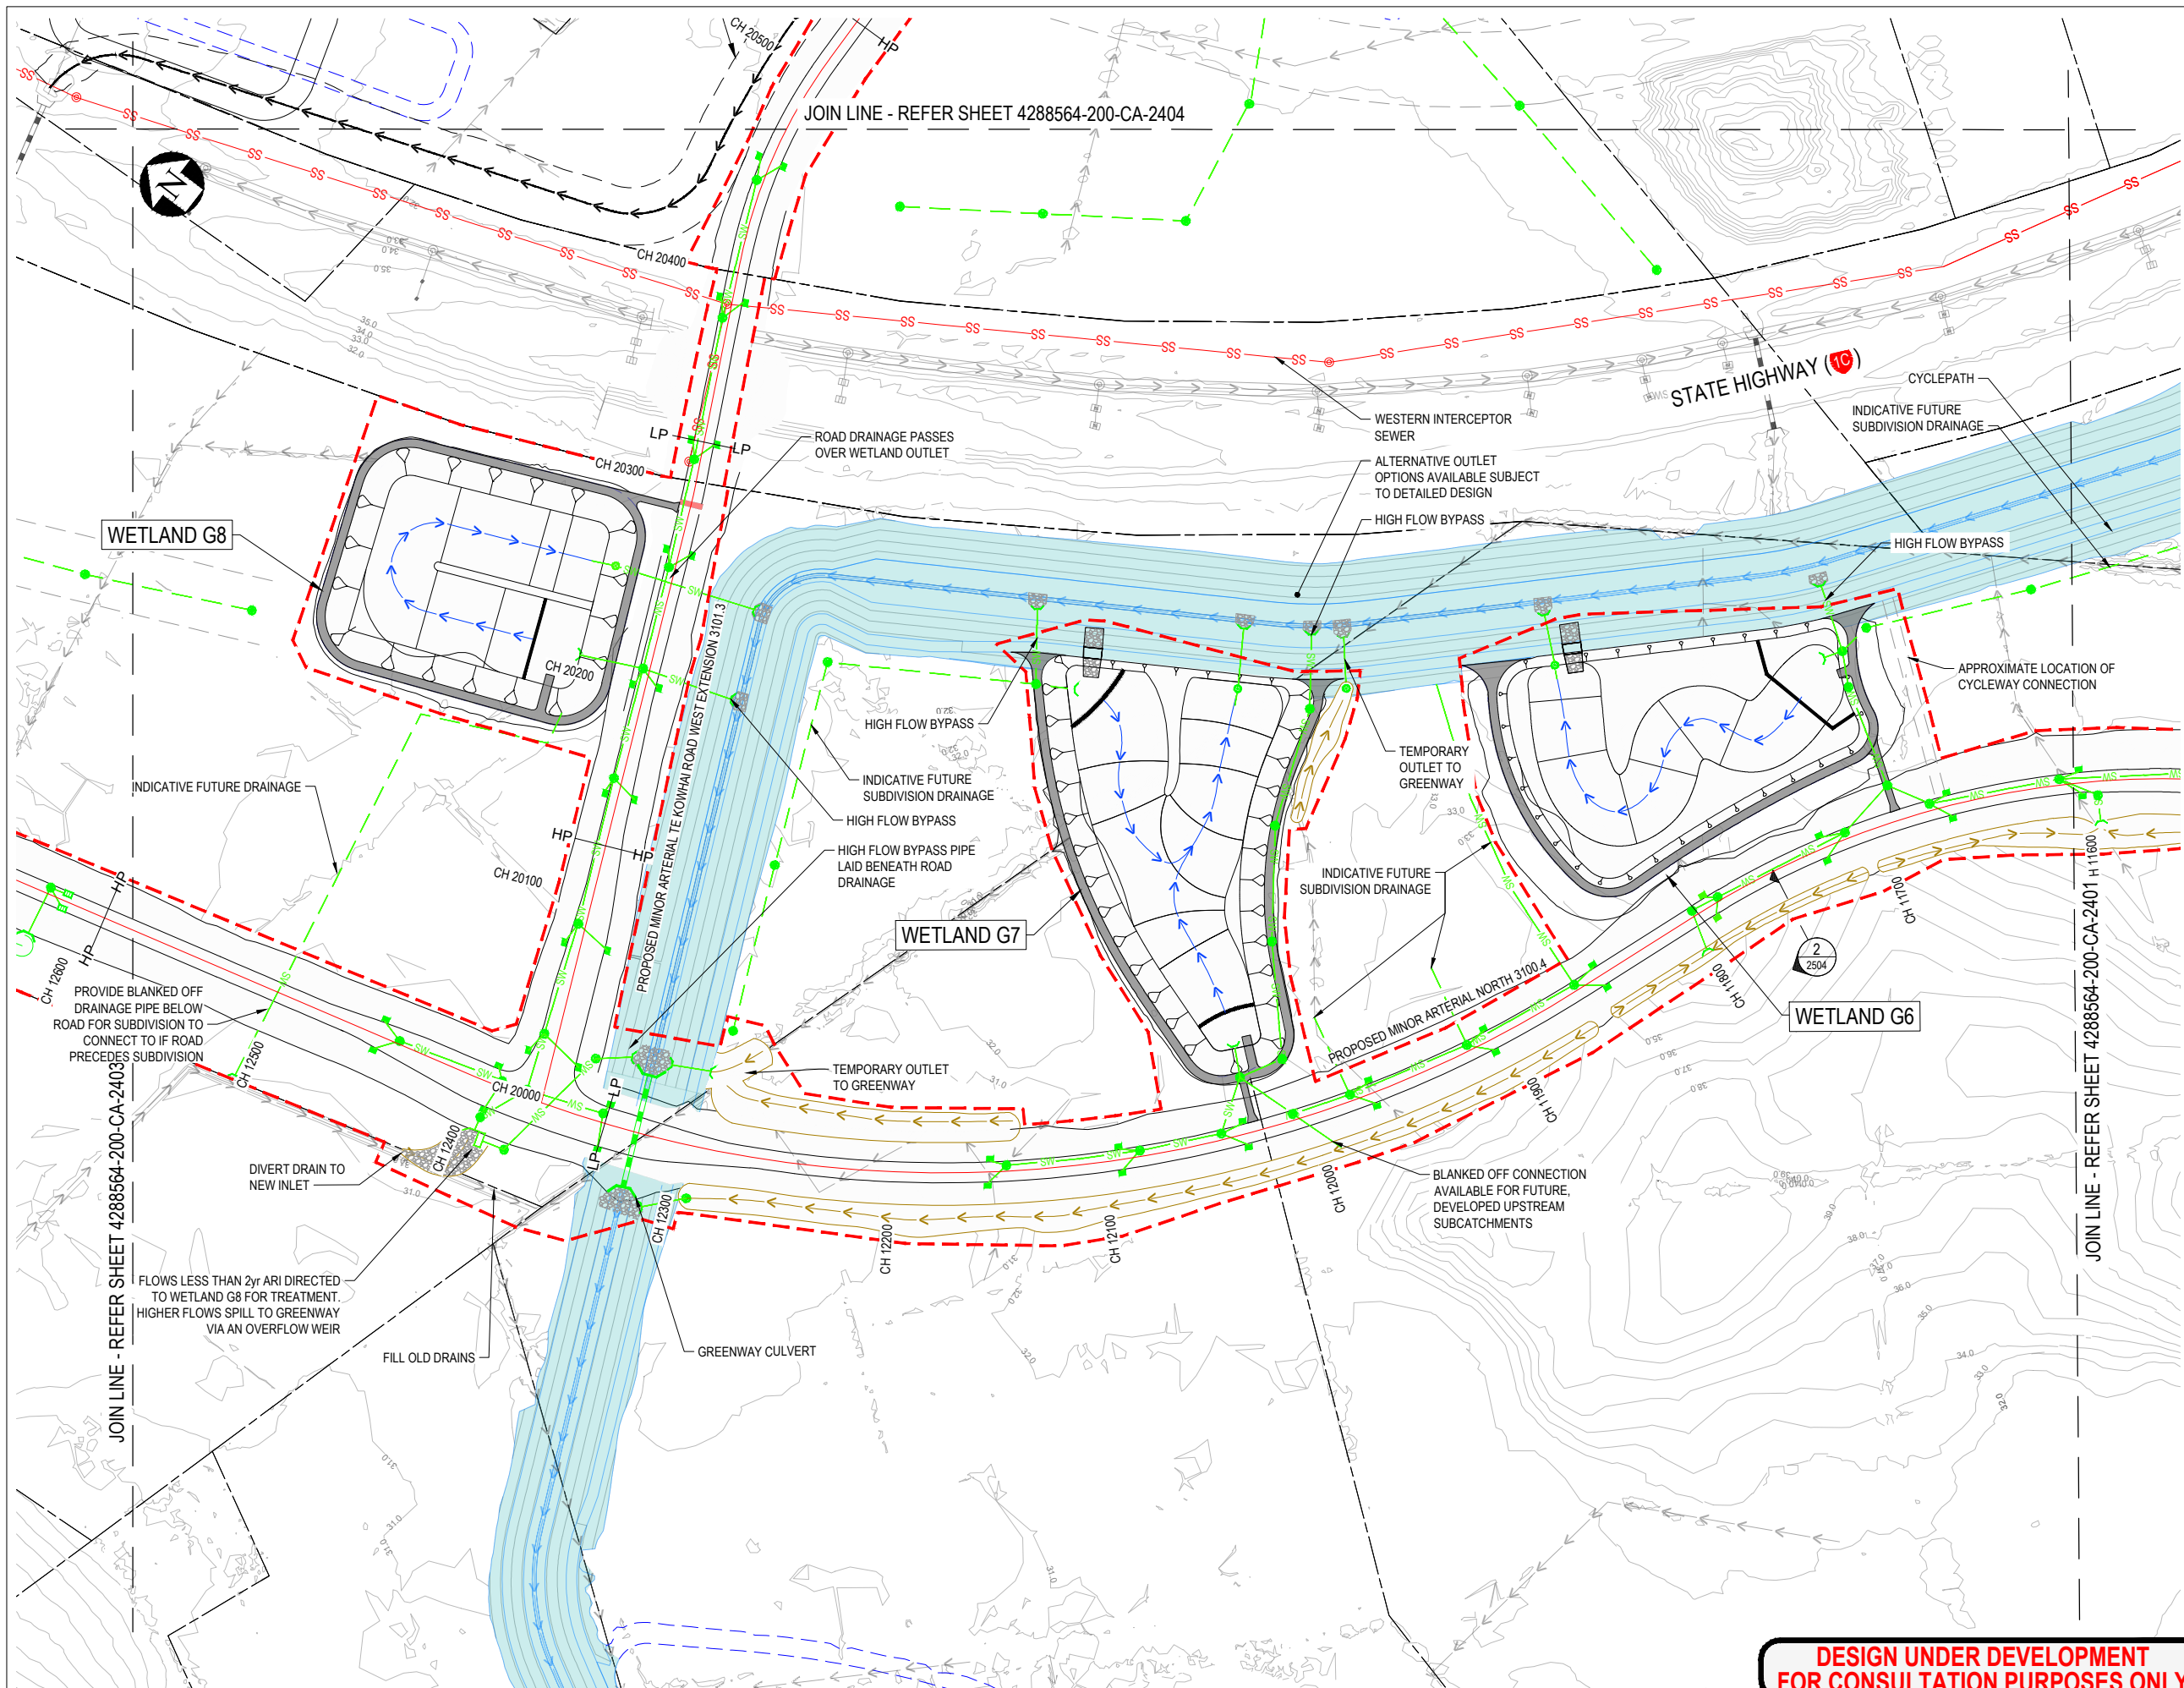 CH 20500
HP
JOIN LINE - REFER SHEET 4288564-200-CA-2404
N
CH 20400
STATE HIGHWAY (1C)
CYCLEPATH
INDICATIVE FUTURE
SUBDIVISION DRAINAGE
WESTERN INTERCEPTOR
SEWER
ROAD DRAINAGE PASSES
OVER WETLAND OUTLET
LP
LP
CH 20300
ALTERNATIVE OUTLET
OPTIONS AVAILABLE SUBJECT
TO DETAILED DESIGN
HIGH FLOW BYPASS
HIGH FLOW BYPASS
WETLAND G8
CH 20200
PROPOSED MINOR ARTERIAL TE KOWHAI ROAD WEST EXTENSION 3101.3
APPROXIMATE LOCATION OF
CYCLEWAY CONNECTION
HIGH FLOW BYPASS
TEMPORARY
OUTLET TO
GREENWAY
INDICATIVE FUTURE DRAINAGE
INDICATIVE FUTURE
SUBDIVISION DRAINAGE
HIGH FLOW BYPASS
HP
HP
HIGH FLOW BYPASS PIPE
LAID BENEATH ROAD
DRAINAGE
INDICATIVE FUTURE
SUBDIVISION DRAINAGE
CH 20100
HP
HP
CH 12600
WETLAND G7
CH 11700
H 11600
2
2504
CH 11800
WETLAND G6
PROVIDE BLANKED OFF
DRAINAGE PIPE BELOW
ROAD FOR SUBDIVISION TO
CONNECT TO IF ROAD
PRECEDES SUBDIVISION
CH 12500
PROPOSED MINOR ARTERIAL NORTH 3100.4
CH 20000
LP
LP
TEMPORARY OUTLET
TO GREENWAY
CH 11900
CH 12400
DIVERT DRAIN TO
NEW INLET
BLANKED OFF CONNECTION
AVAILABLE FOR FUTURE,
DEVELOPED UPSTREAM
SUBCATCHMENTS
CH 12000
CH 12100
CH 12200
CH 12300
JOIN LINE - REFER SHEET 4288564-200-CA-2403
JOIN LINE - REFER SHEET 4288564-200-CA-2401
FLOWS LESS THAN 2yr ARI DIRECTED
TO WETLAND G8 FOR TREATMENT.
HIGHER FLOWS SPILL TO GREENWAY
VIA AN OVERFLOW WEIR
FILL OLD DRAINS
GREENWAY CULVERT
DESIGN UNDER DEVELOPMENT
FOR CONSULTATION PURPOSES ONLY